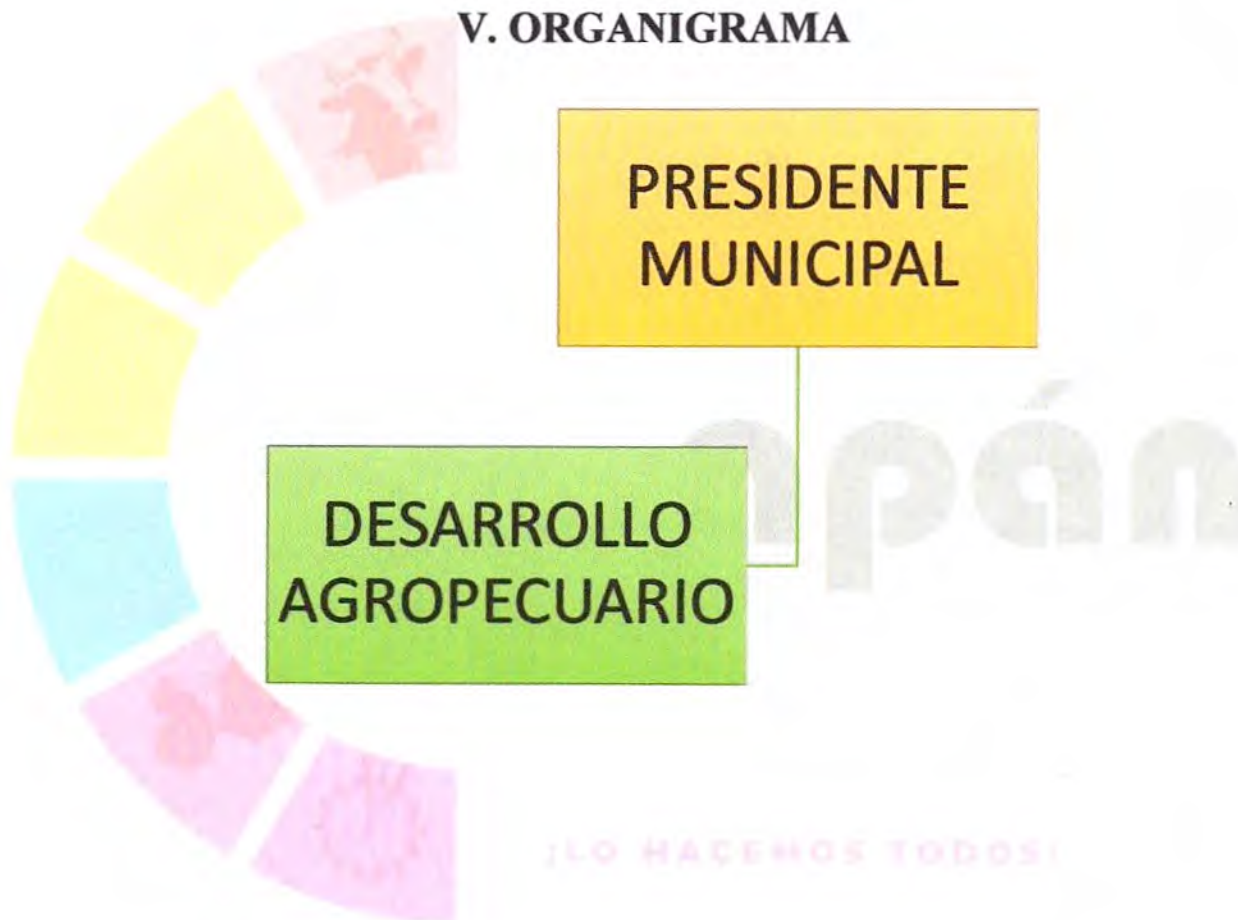 V. ORGANIGRAMA
PRESIDENTE
MUNICIPAL
DESARROLLO
AGROPECUARIO
¡LO HACEMOS TODOS!